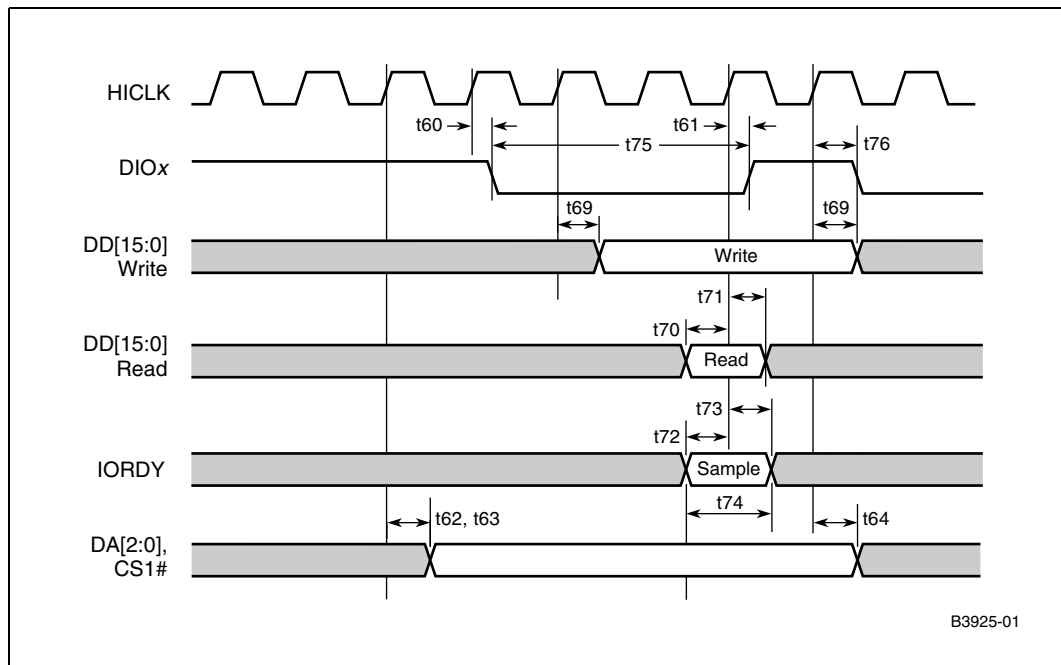 HICLK
t60
t61
t75
t76
DIOx
t69
t69
DD[15:0]
Write
Write
t71
t70
DD[15:0]
Read
Read
t73
t72
IORDY
Sample
t74
t62, t63
t64
DA[2:0],
CS1#
B3925-01